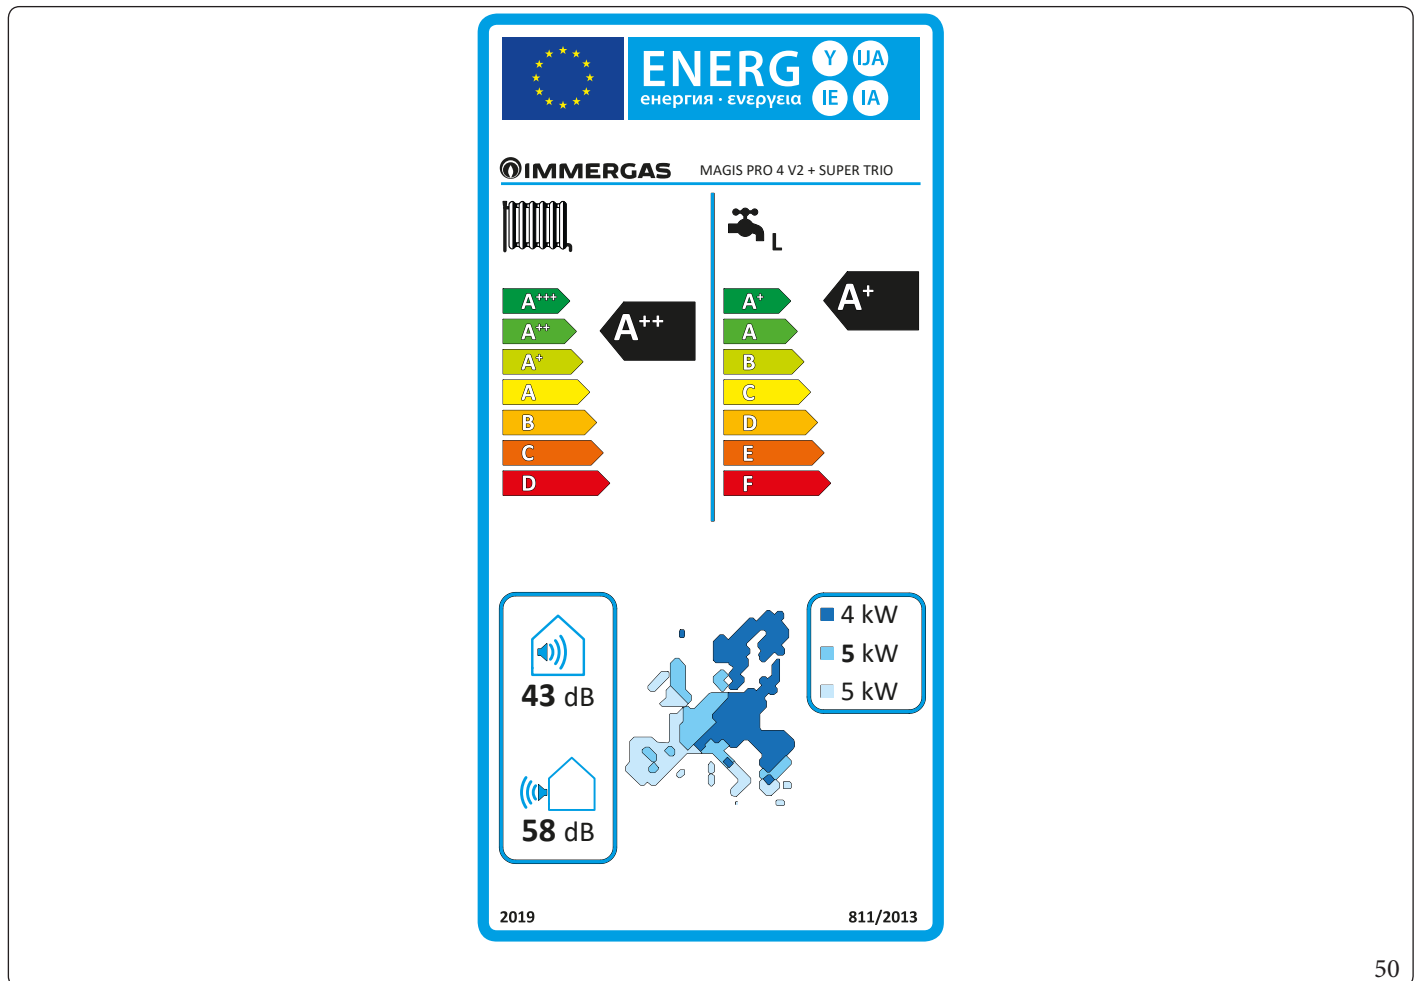 ENERG
енергия · ενεργεια
Y
IJA
IE
IA
IMMERGAS
MAGIS PRO 4 V2 + SUPER TRIO
L
A+++
A++
A+
A
B
C
D
A++
A+
A
B
C
D
E
F
A+
43 dB
58 dB
4 kW
5 kW
5 kW
2019
811/2013
50